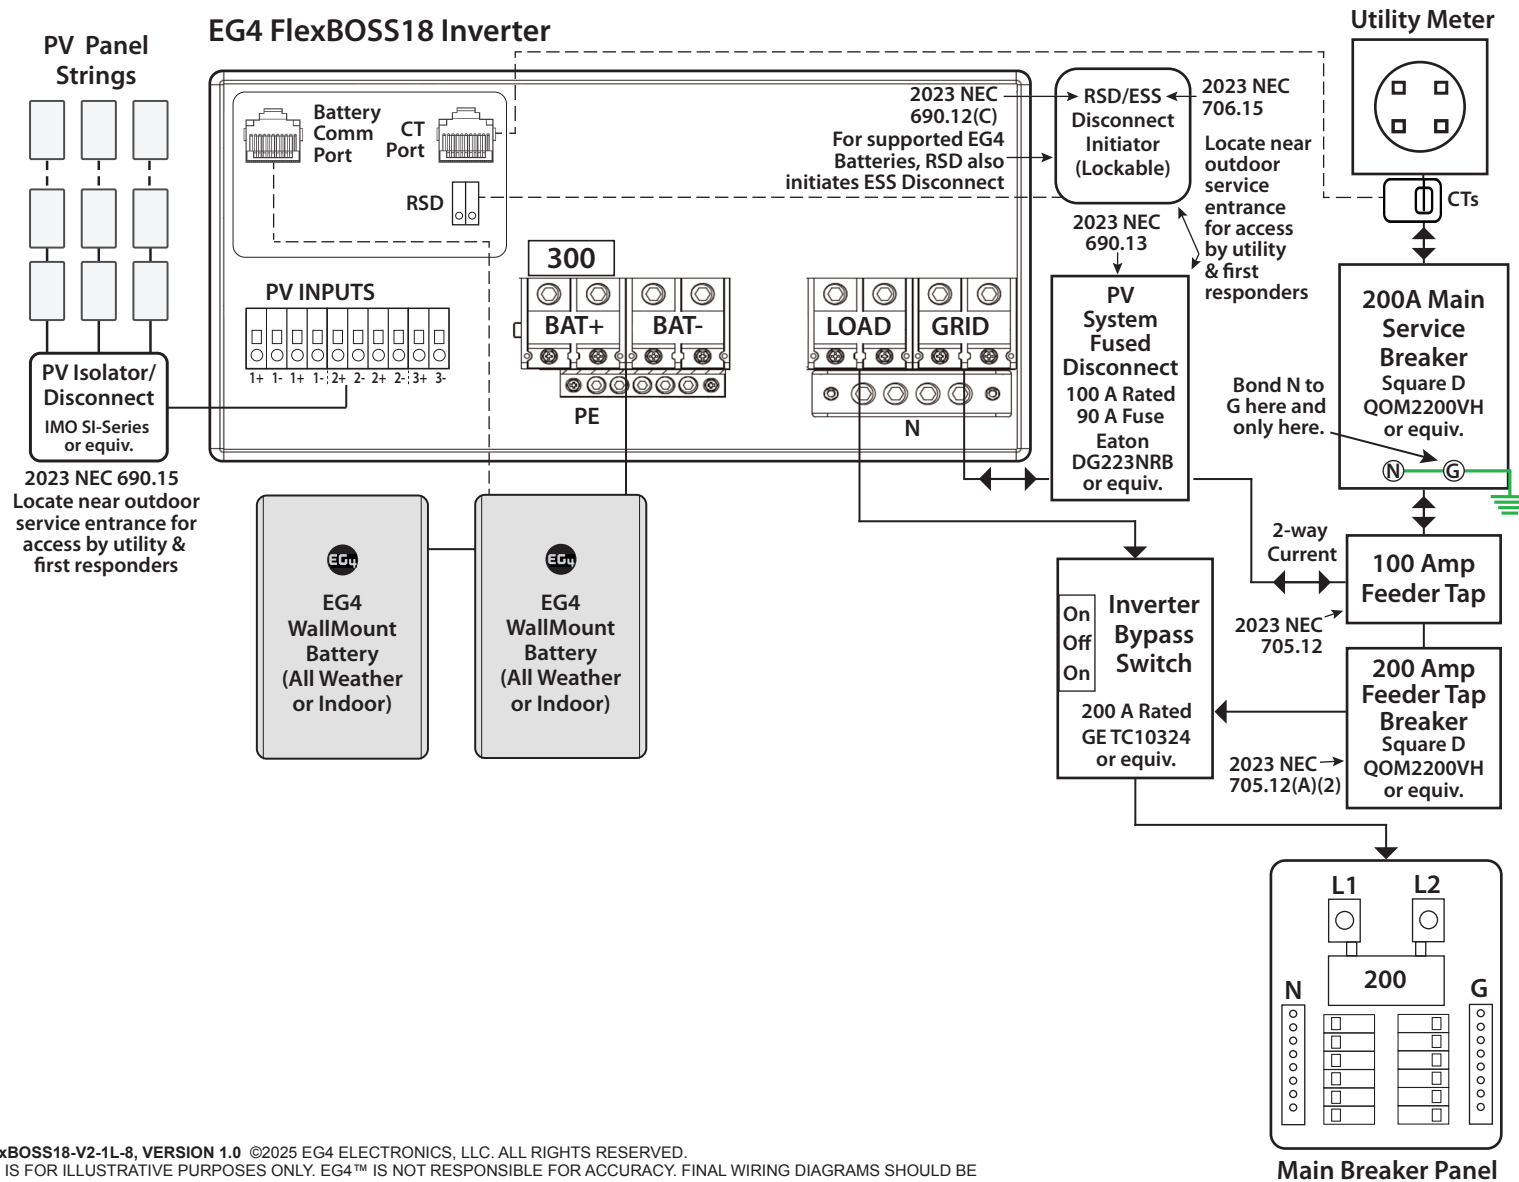 EG4 FlexBOSS18 Inverter
Utility Meter
PV Panel
Strings
Battery
Comm
Port
CT
Port
RSD
2023 NEC
690.12(C)
For supported EG4
Batteries, RSD also
initiates ESS Disconnect
RSD/ESS
Disconnect
Initiator
(Lockable)
2023 NEC
706.15
Locate near
outdoor
service
entrance
for access
by utility
& first
responders
CTs
2023 NEC
690.13
300
BAT+
BAT-
PE
LOAD
GRID
N
PV INPUTS
1+ 1- 1+ 1- 2+ 2- 2+ 2- 3+ 3-
PV Isolator/
Disconnect
IMO SI-Series
or equiv.
2023 NEC 690.15
Locate near outdoor
service entrance for
access by utility &
first responders
PV
System
Fused
Disconnect
100 A Rated
90 A Fuse
Eaton
DG223NRB
or equiv.
200A Main
Service
Breaker
Square D
QOM2200VH
or equiv.
N G
Bond N to
G here and
only here.
2-way
Current
100 Amp
Feeder Tap
2023 NEC
705.12
EG4
EG4
WallMount
Battery
(All Weather
or Indoor)
EG4
EG4
WallMount
Battery
(All Weather
or Indoor)
On
Off
On
Inverter
Bypass
Switch
200 A Rated
GE TC10324
or equiv.
200 Amp
Feeder Tap
Breaker
Square D
QOM2200VH
or equiv.
2023 NEC
705.12(A)(2)
L1
L2
200
N
G
Main Breaker Panel
xBOSS18-V2-1L-8, VERSION 1.0 ©2025 EG4 ELECTRONICS, LLC. ALL RIGHTS RESERVED.
IS FOR ILLUSTRATIVE PURPOSES ONLY. EG4™ IS NOT RESPONSIBLE FOR ACCURACY. FINAL WIRING DIAGRAMS SHOULD BE